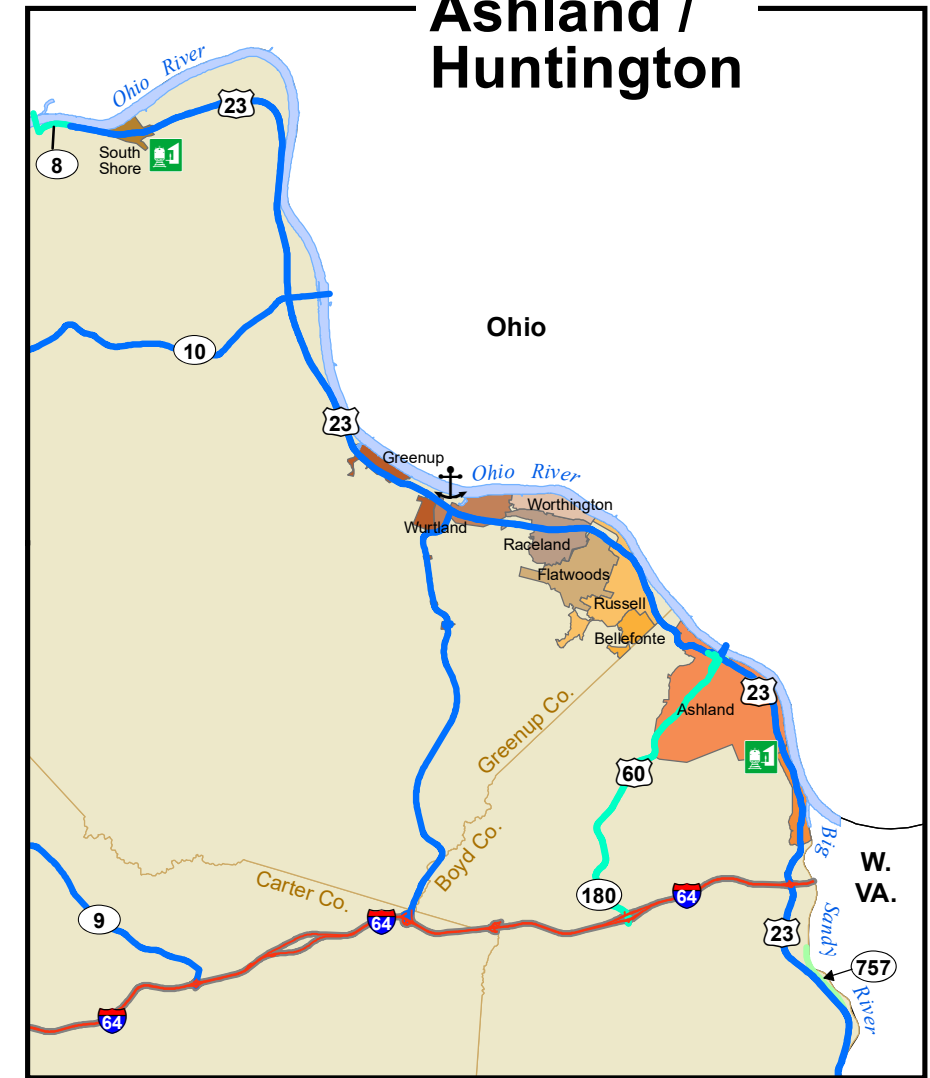 Ashland /
Huntington
Ohio River
23
8
South
Shore
Ohio
10
23
Greenup
Ohio River
Worthington
Wurtland
Raceland
Flatwoods
Russell
Bellefonte
23
Ashland
Greenup Co.
60
Boyd Co.
Big
Sandy
River
W.
VA.
Carter Co.
180
64
64
9
23
757
64